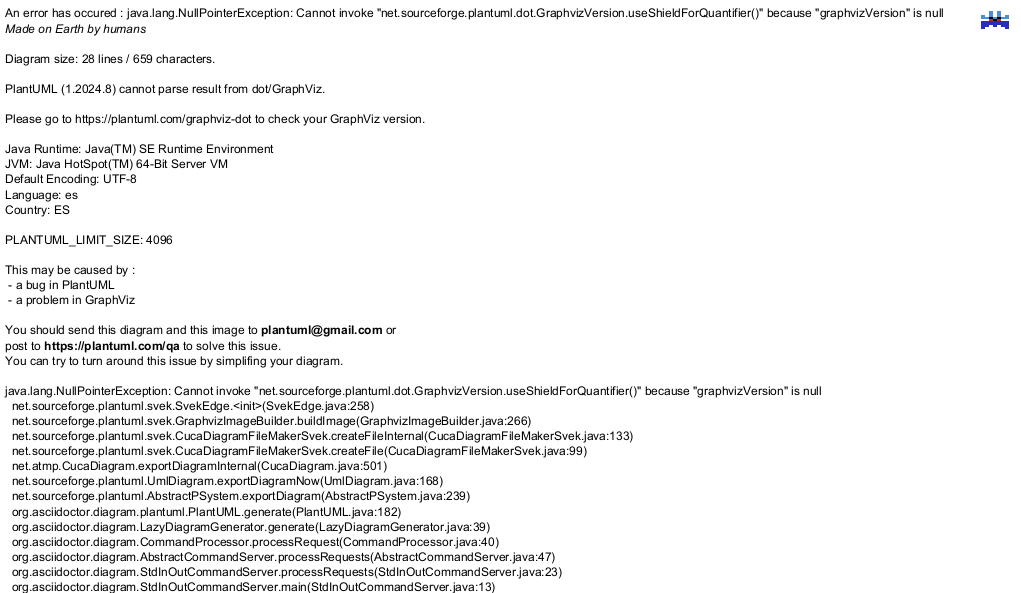 An error has occured : java.lang.NullPointerException: Cannot invoke "net.sourceforge.plantuml.dot.GraphvizVersion.useShieldForQuantifier()" because "graphvizVersion" is null
Made on Earth by humans
Diagram size: 28 lines / 659 characters.
PlantUML (1.2024.8) cannot parse result from dot/GraphViz.
Please go to https://plantuml.com/graphviz-dot to check your GraphViz version.
Java Runtime: Java(TM) SE Runtime Environment
JVM: Java HotSpot(TM) 64-Bit Server VM
Default Encoding: UTF-8
Language: es
Country: ES
PLANTUML_LIMIT_SIZE: 4096
This may be caused by :
- a bug in PlantUML
- a problem in GraphViz
You should send this diagram and this image to plantuml@gmail.com or
post to https://plantuml.com/qa to solve this issue.
You can try to turn around this issue by simplifing your diagram.
java.lang.NullPointerException: Cannot invoke "net.sourceforge.plantuml.dot.GraphvizVersion.useShieldForQuantifier()" because "graphvizVersion" is null
net.sourceforge.plantuml.svek.SvekEdge.<init>(SvekEdge.java:258)
net.sourceforge.plantuml.svek.GraphvizImageBuilder.buildImage(GraphvizImageBuilder.java:266)
net.sourceforge.plantuml.svek.CucaDiagramFileMakerSvek.createFileInternal(CucaDiagramFileMakerSvek.java:133)
net.sourceforge.plantuml.svek.CucaDiagramFileMakerSvek.createFile(CucaDiagramFileMakerSvek.java:99)
net.atmp.CucaDiagram.exportDiagramInternal(CucaDiagram.java:501)
net.sourceforge.plantuml.UmlDiagram.exportDiagramNow(UmlDiagram.java:168)
net.sourceforge.plantuml.AbstractPSystem.exportDiagram(AbstractPSystem.java:239)
org.asciidoctor.diagram.plantuml.PlantUML.generate(PlantUML.java:182)
org.asciidoctor.diagram.LazyDiagramGenerator.generate(LazyDiagramGenerator.java:39)
org.asciidoctor.diagram.CommandProcessor.processRequest(CommandProcessor.java:40)
org.asciidoctor.diagram.AbstractCommandServer.processRequests(AbstractCommandServer.java:47)
org.asciidoctor.diagram.StdInOutCommandServer.processRequests(StdInOutCommandServer.java:23)
org.asciidoctor.diagram.StdInOutCommandServer.main(StdInOutCommandServer.java:13)